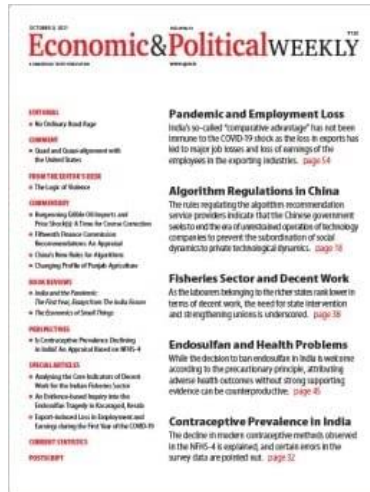 OCTOBER 9, 2021
Economic&PoliticalWEEKLY
A SAMEEKSHA TRUST PUBLICATION
www.epw.in
EDITORIAL
No Ordinary Road Rage
COMMENT
Quad and Quasi-alignment with
the United States
FROM THE EDITOR'S DESK
The Logic of Violence
COMMENTARY
Burgeoning Edible Oil Imports and
Price Shock(s): A Time for Course Correction
Fifteenth Finance Commission
Recommendations: An Appraisal
China's New Rules for Algorithms
Changing Profile of Punjab Agriculture
BOOK REVIEWS
India and the Pandemic:
The First Year, Essays from The India Forum
The Economics of Small Things
PERSPECTIVES
Is Contraceptive Prevalence Declining
in India? An Appraisal Based on NFHS-4
SPECIAL ARTICLES
Analysing the Core Indicators of Decent
Work for the Indian Fisheries Sector
An Evidence-based Inquiry into the
Endosulfan Tragedy in Kasaragod, Kerala
Export-induced Loss in Employment and
Earnings during the First Year of the COVID-19
CURRENT STATISTICS
POSTSCRIPT
Pandemic and Employment Loss
India's so-called "comparative advantage" has not been
immune to the COVID-19 shock as the loss in exports has
led to major job losses and loss of earnings of the
employees in the exporting industries. page 54
Algorithm Regulations in China
The rules regulating the algorithm recommendation
service providers indicate that the Chinese government
seeks to end the era of unrestrained operation of technology
companies to prevent the subordination of social
dynamics to private technological dynamics. page 18
Fisheries Sector and Decent Work
As the labourers belonging to the richer states rank lower in
terms of decent work, the need for state intervention
and strengthening unions is underscored. page 38
Endosulfan and Health Problems
While the decision to ban endosulfan in India is welcome
according to the precautionary principle, attributing
adverse health outcomes without strong supporting
evidence can be counterproductive. page 45
Contraceptive Prevalence in India
The decline in modern contraceptive methods observed
in the NFHS-4 is explained, and certain errors in the
survey data are pointed out. page 32